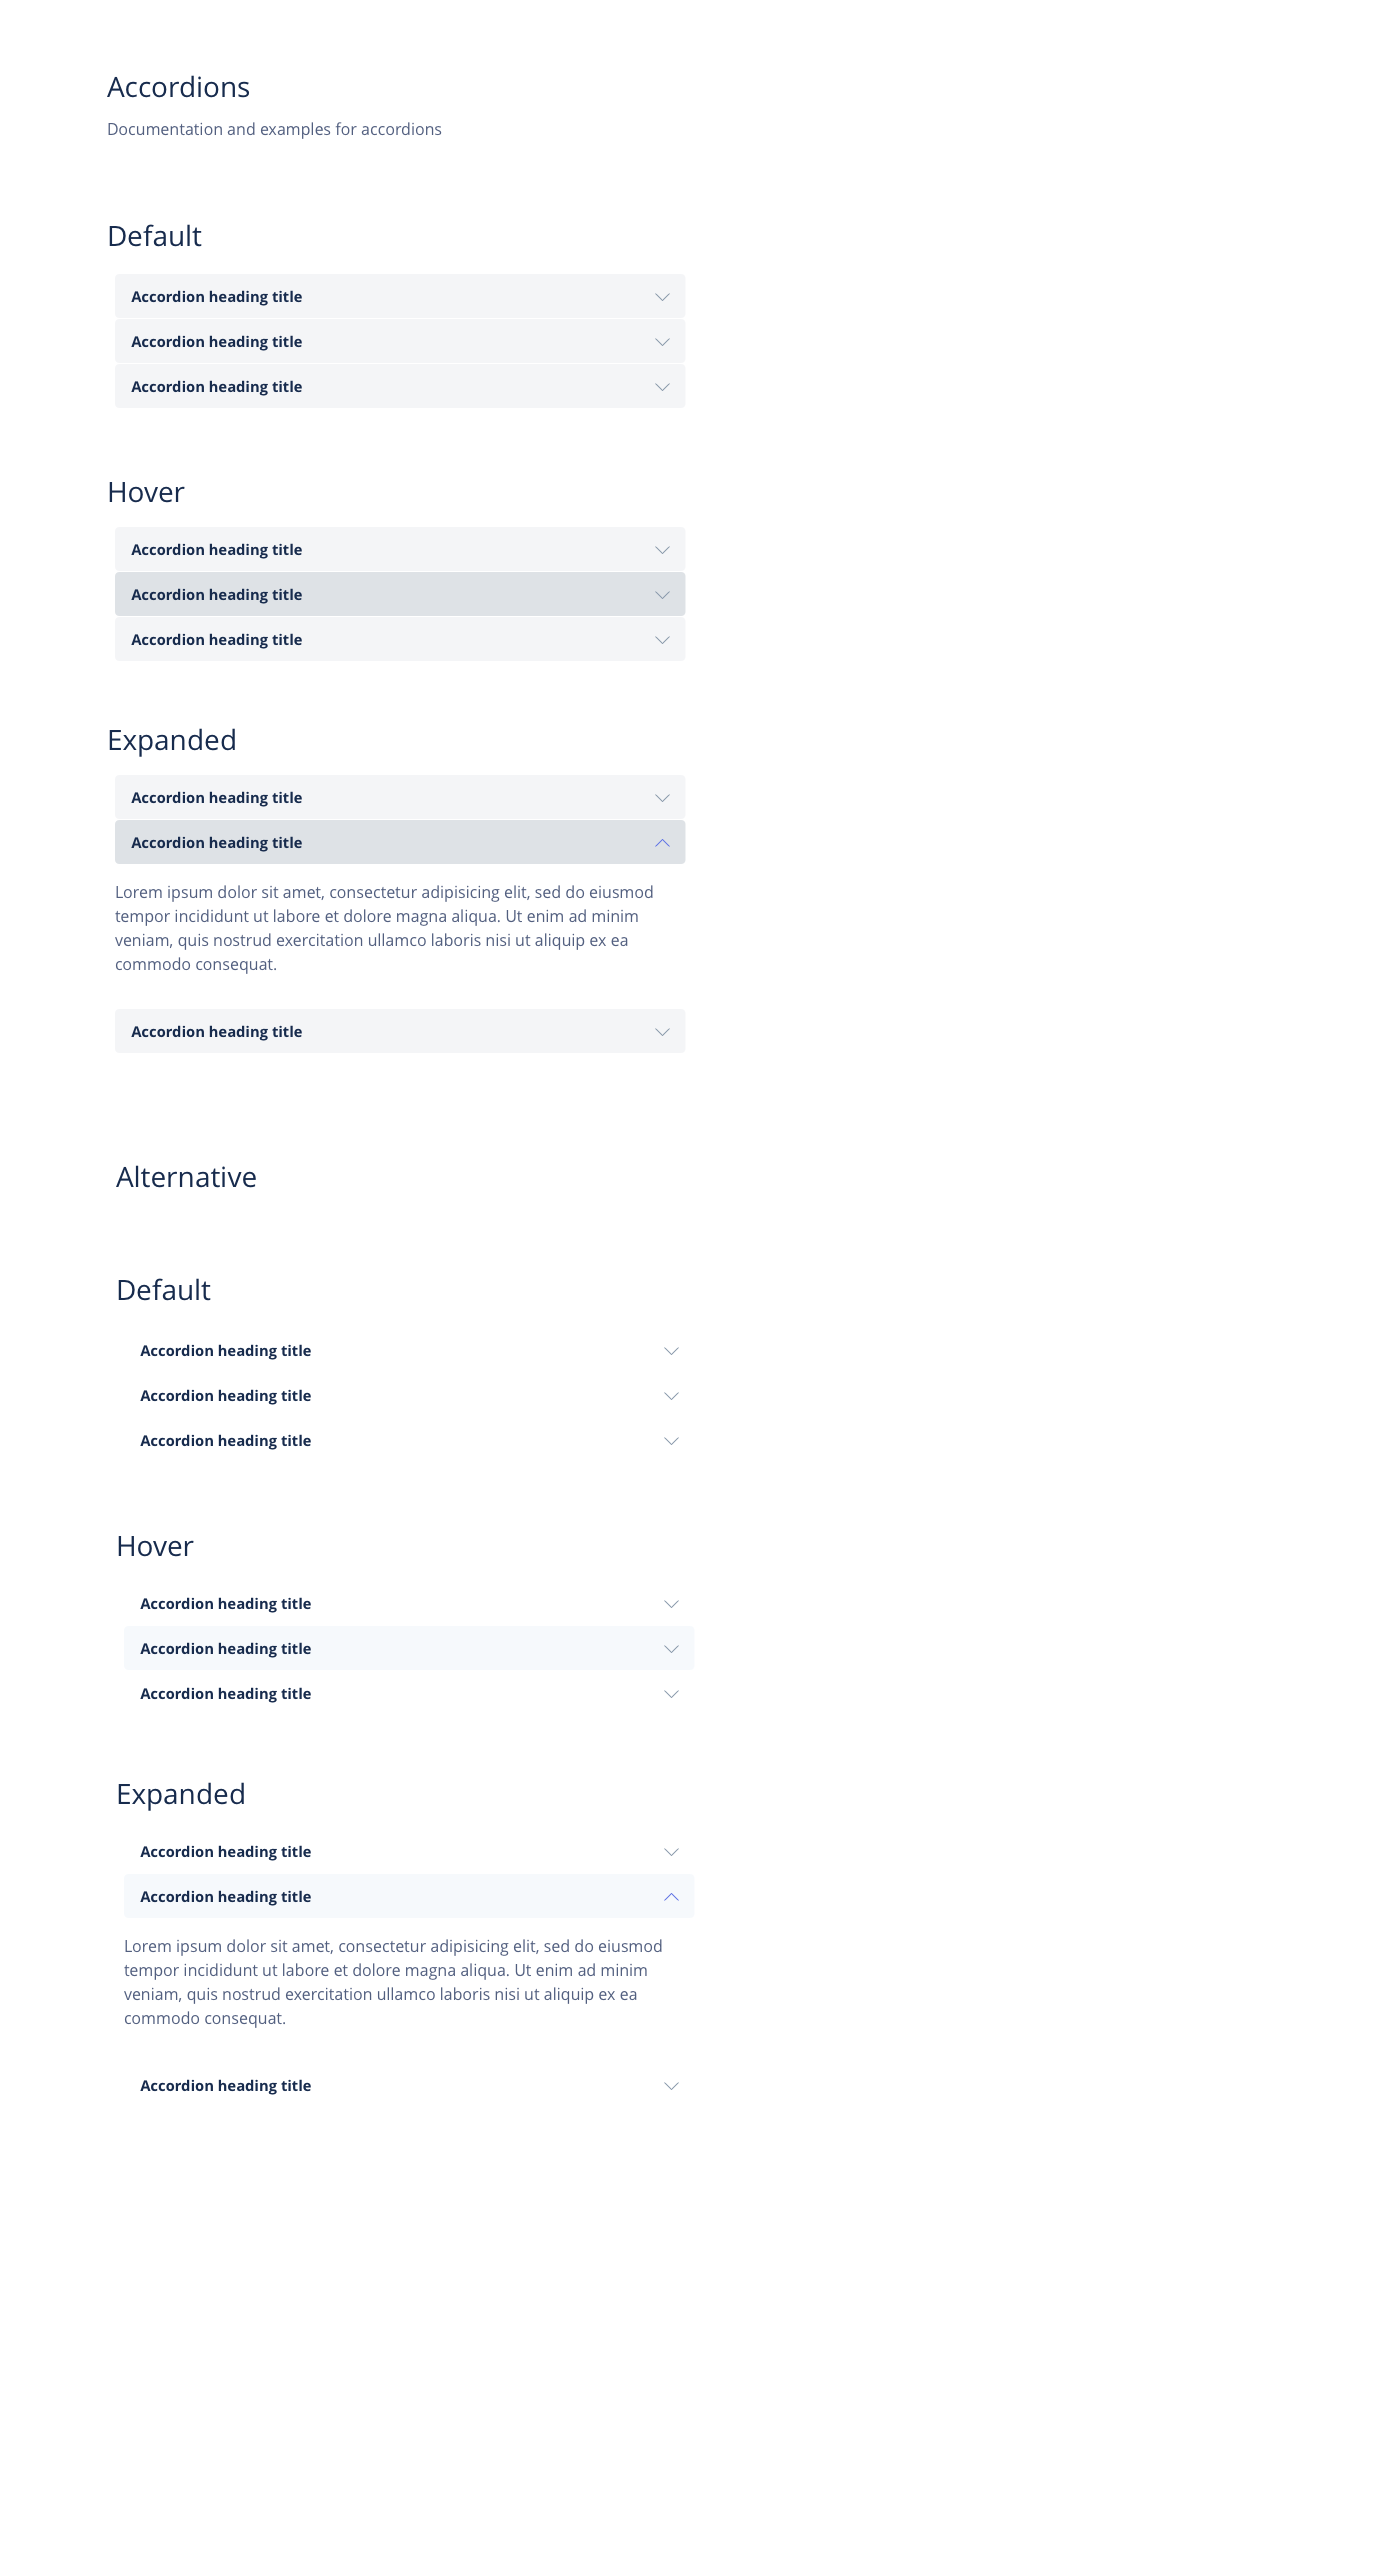 Accordions
Documentation and examples for accordions
Default
Accordion heading title
Accordion heading title
Accordion heading title
Hover
Accordion heading title
Accordion heading title
Accordion heading title
Expanded
Accordion heading title
Accordion heading title
Lorem ipsum dolor sit amet, consectetur adipisicing elit, sed do eiusmod
tempor incididunt ut labore et dolore magna aliqua. Ut enim ad minim
veniam, quis nostrud exercitation ullamco laboris nisi ut aliquip ex ea
commodo consequat.
Accordion heading title
Alternative
Default
Accordion heading title
Accordion heading title
Accordion heading title
Hover
Accordion heading title
Accordion heading title
Accordion heading title
Expanded
Accordion heading title
Accordion heading title
Lorem ipsum dolor sit amet, consectetur adipisicing elit, sed do eiusmod
tempor incididunt ut labore et dolore magna aliqua. Ut enim ad minim
veniam, quis nostrud exercitation ullamco laboris nisi ut aliquip ex ea
commodo consequat.
Accordion heading title